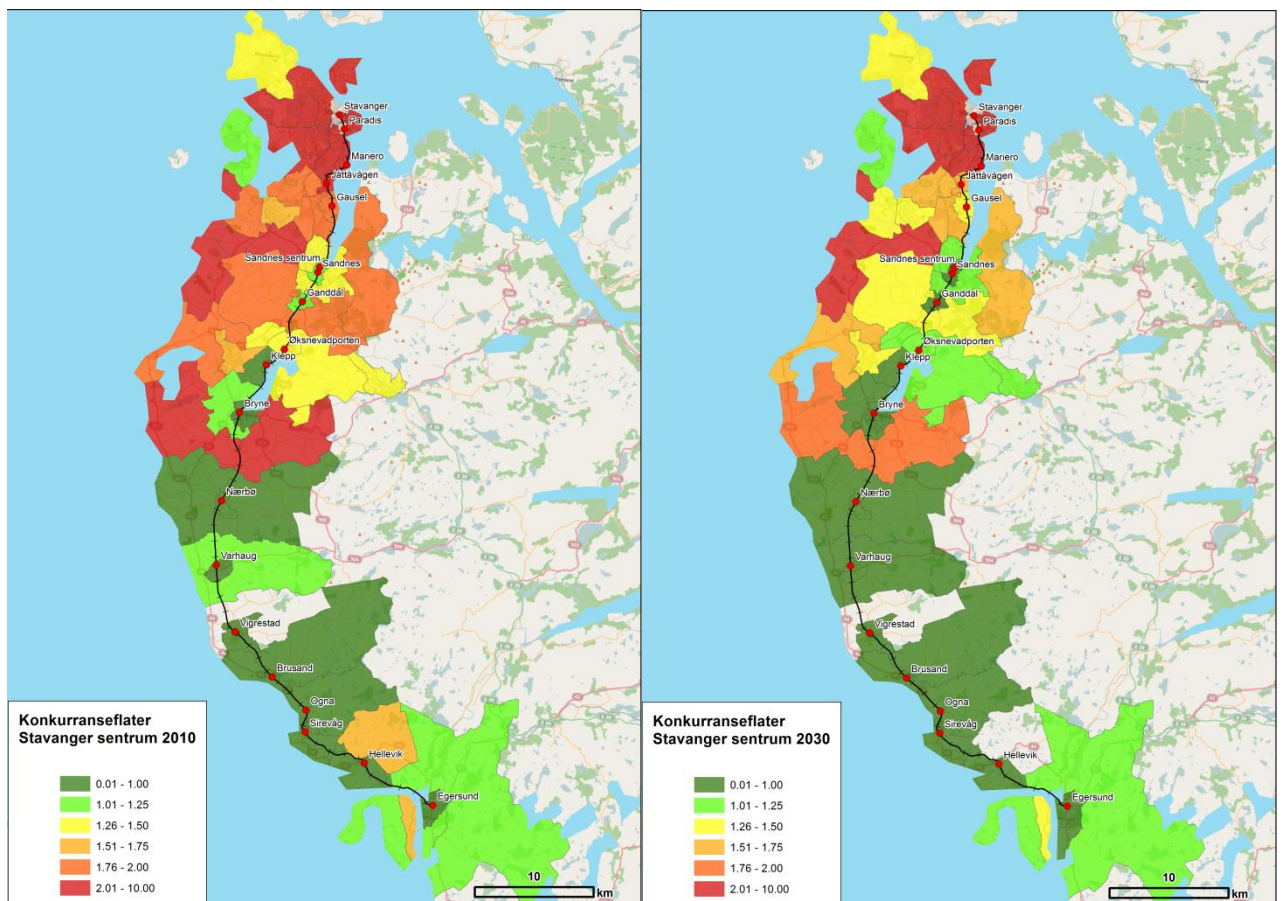 Stavanger
Paradis
Mariero
Jåttåvågen
Gausel
Sandnes sentrum
Sandnes
Ganddal
Øksnevadporten
Klepp
Bryne
Nærbø
Varhaug
Vigrestad
Brusand
Ogna
Sirevåg
Hellevik
Egersund
Konkurranseflater
Stavanger sentrum 2010
0.01 - 1.00
1.01 - 1.25
1.26 - 1.50
1.51 - 1.75
1.76 - 2.00
2.01 - 10.00
10
km
Stavanger
Paradis
Mariero
Jåttåvågen
Gausel
Sandnes sentrum
Sandnes
Ganddal
Øksnevadporten
Klepp
Bryne
Nærbø
Varhaug
Vigrestad
Brusand
Ogna
Sirevåg
Hellevik
Egersund
Konkurranseflater
Stavanger sentrum 2030
0.01 - 1.00
1.01 - 1.25
1.26 - 1.50
1.51 - 1.75
1.76 - 2.00
2.01 - 10.00
10
km